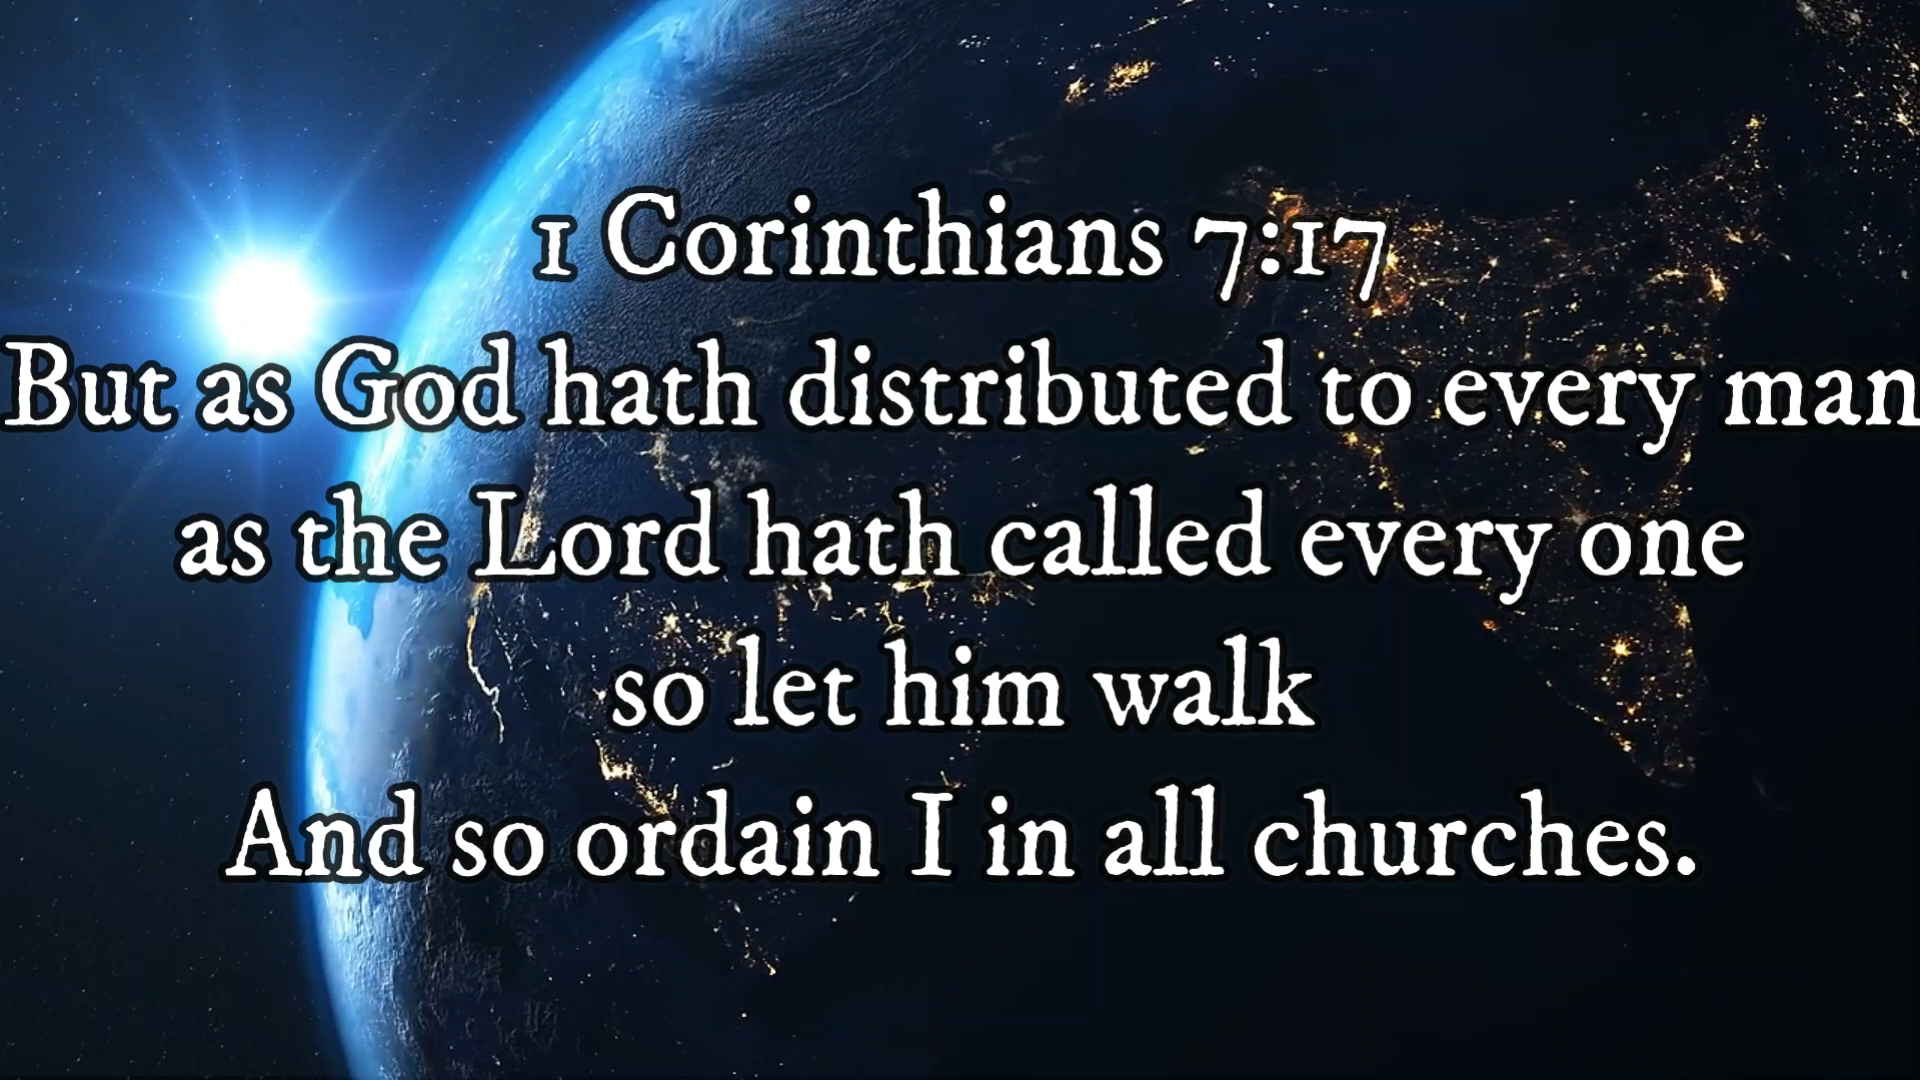 1 Corinthians 7:17
But as God hath distributed to every man
as the Lord hath called every one
so let him walk
And so ordain I in all churches.